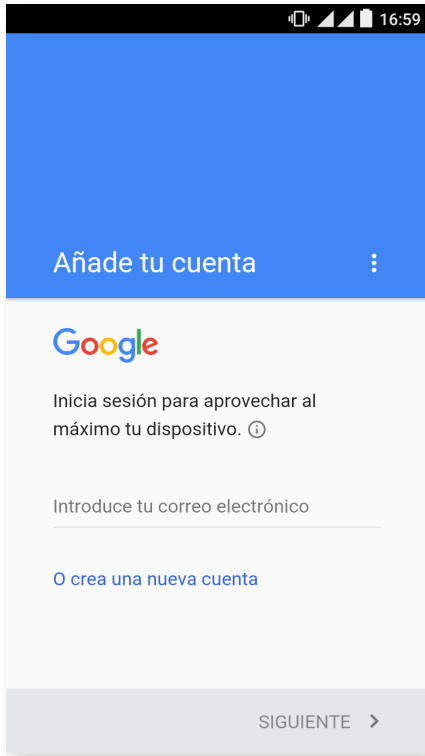 16:59
Añade tu cuenta
Google
Inicia sesión para aprovechar al
máximo tu dispositivo.
Introduce tu correo electrónico
O crea una nueva cuenta
SIGUIENTE